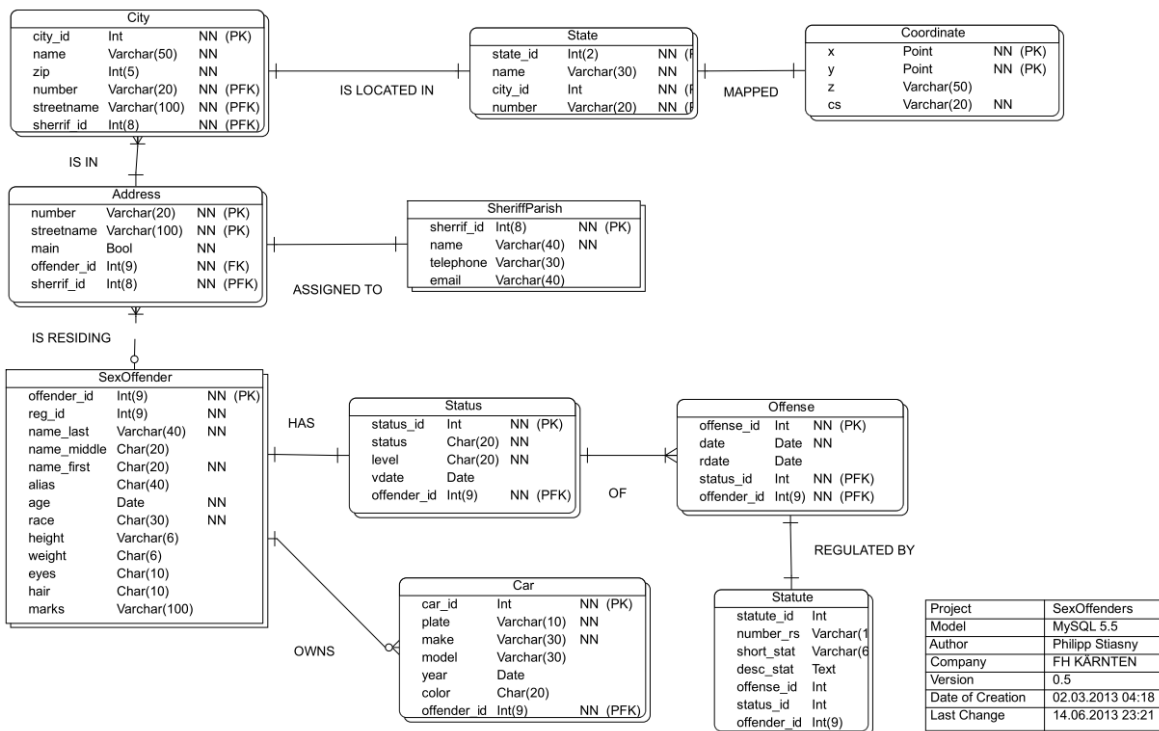 City
city_id Int NN (PK)
name Varchar(50) NN
zip Int(5) NN
number Varchar(20) NN (PFK)
streetname Varchar(100) NN (PFK)
sherrif_id Int(8) NN (PFK)
IS LOCATED IN
State
state_id Int(2) NN (F
name Varchar(30) NN
city_id Int NN (F
number Varchar(20) NN (F
MAPPED
Coordinate
x Point NN (PK)
y Point NN (PK)
z Varchar(50)
cs Varchar(20) NN
IS IN
Address
number Varchar(20) NN (PK)
streetname Varchar(100) NN (PK)
main Bool NN
offender_id Int(9) NN (FK)
sherrif_id Int(8) NN (PFK)
ASSIGNED TO
SheriffParish
sherrif_id Int(8) NN (PK)
name Varchar(40) NN
telephone Varchar(30)
email Varchar(40)
IS RESIDING
SexOffender
offender_id Int(9) NN (PK)
reg_id Int(9) NN
name_last Varchar(40) NN
name_middle Char(20)
name_first Char(20) NN
alias Char(40)
age Date NN
race Char(30) NN
height Varchar(6)
weight Char(6)
eyes Char(10)
hair Char(10)
marks Varchar(100)
HAS
Status
status_id Int NN (PK)
status Char(20) NN
level Char(20) NN
vdate Date
offender_id Int(9) NN (PFK)
OF
Offense
offense_id Int NN (PK)
date Date NN
rdate Date
status_id Int NN (PFK)
offender_id Int(9) NN (PFK)
REGULATED BY
OWNS
Car
car_id Int NN (PK)
plate Varchar(10) NN
make Varchar(30) NN
model Varchar(30)
year Date
color Char(20)
offender_id Int(9) NN (PFK)
Statute
statute_id Int
number_rs Varchar(1
short_stat Varchar(6
desc_stat Text
offense_id Int
status_id Int
offender_id Int(9)
Project SexOffenders
Model MySQL 5.5
Author Philipp Stiasny
Company FH KÄRNTEN
Version 0.5
Date of Creation 02.03.2013 04:18
Last Change 14.06.2013 23:21